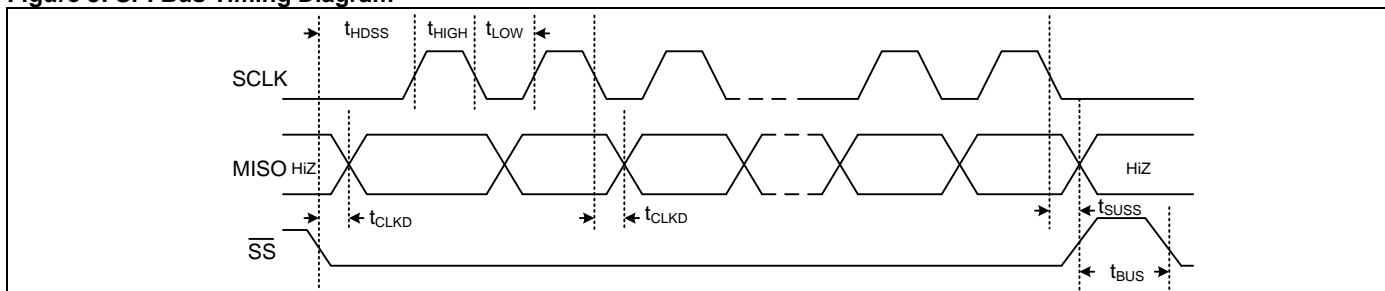 Figure 3: SPI Bus Timing Diagram
tHDSS tHIGH tLOW
SCLK
MISO HiZ HiZ
tCLKD tCLKD tSUSS
SS
tBUS